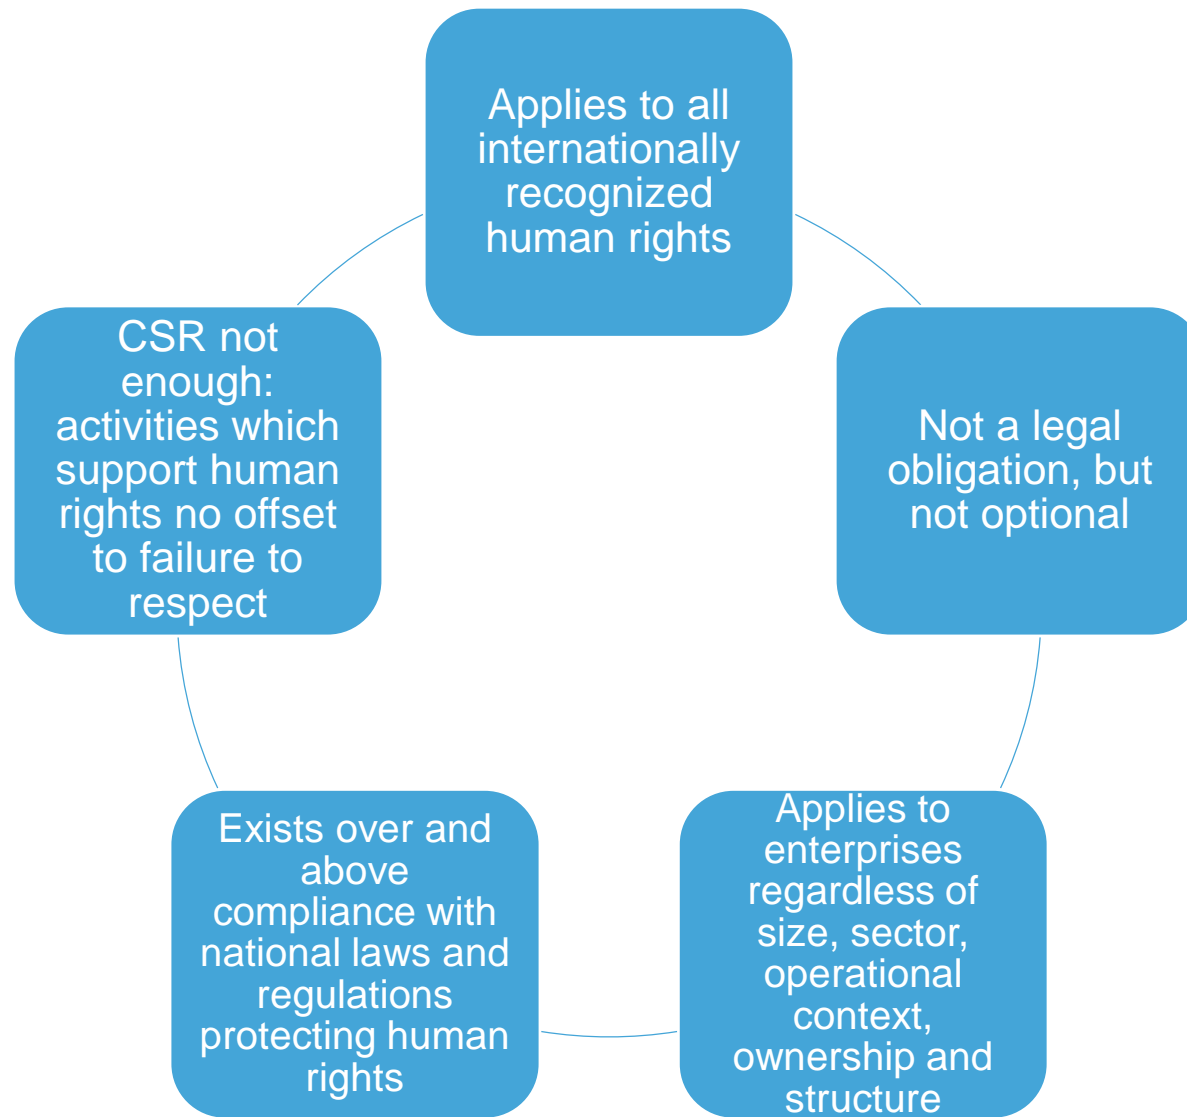 Applies to all
internationally
recognized
human rights
Not a legal
obligation, but
not optional
Applies to
enterprises
regardless of
size, sector,
operational
context,
ownership and
structure
Exists over and
above
compliance with
national laws and
regulations
protecting human
rights
CSR not
enough:
activities which
support human
rights no offset
to failure to
respect